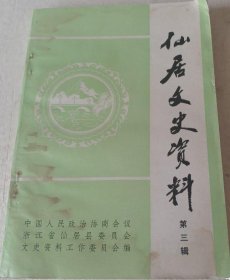 仙居文史资料
第三辑
中国人民政治协商会议
浙江省仙居县委员会
文史资料工作委员会编